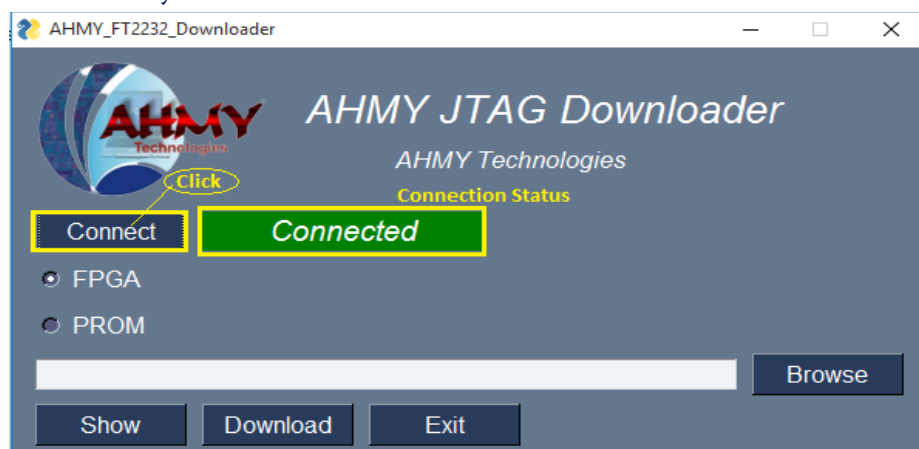 AHMY_FT2232_Downloader
AHMY JTAG Downloader
AHMY
Technologies
AHMY Technologies
Click
Connection Status
Connect
Connected
FPGA
PROM
Browse
Show
Download
Exit